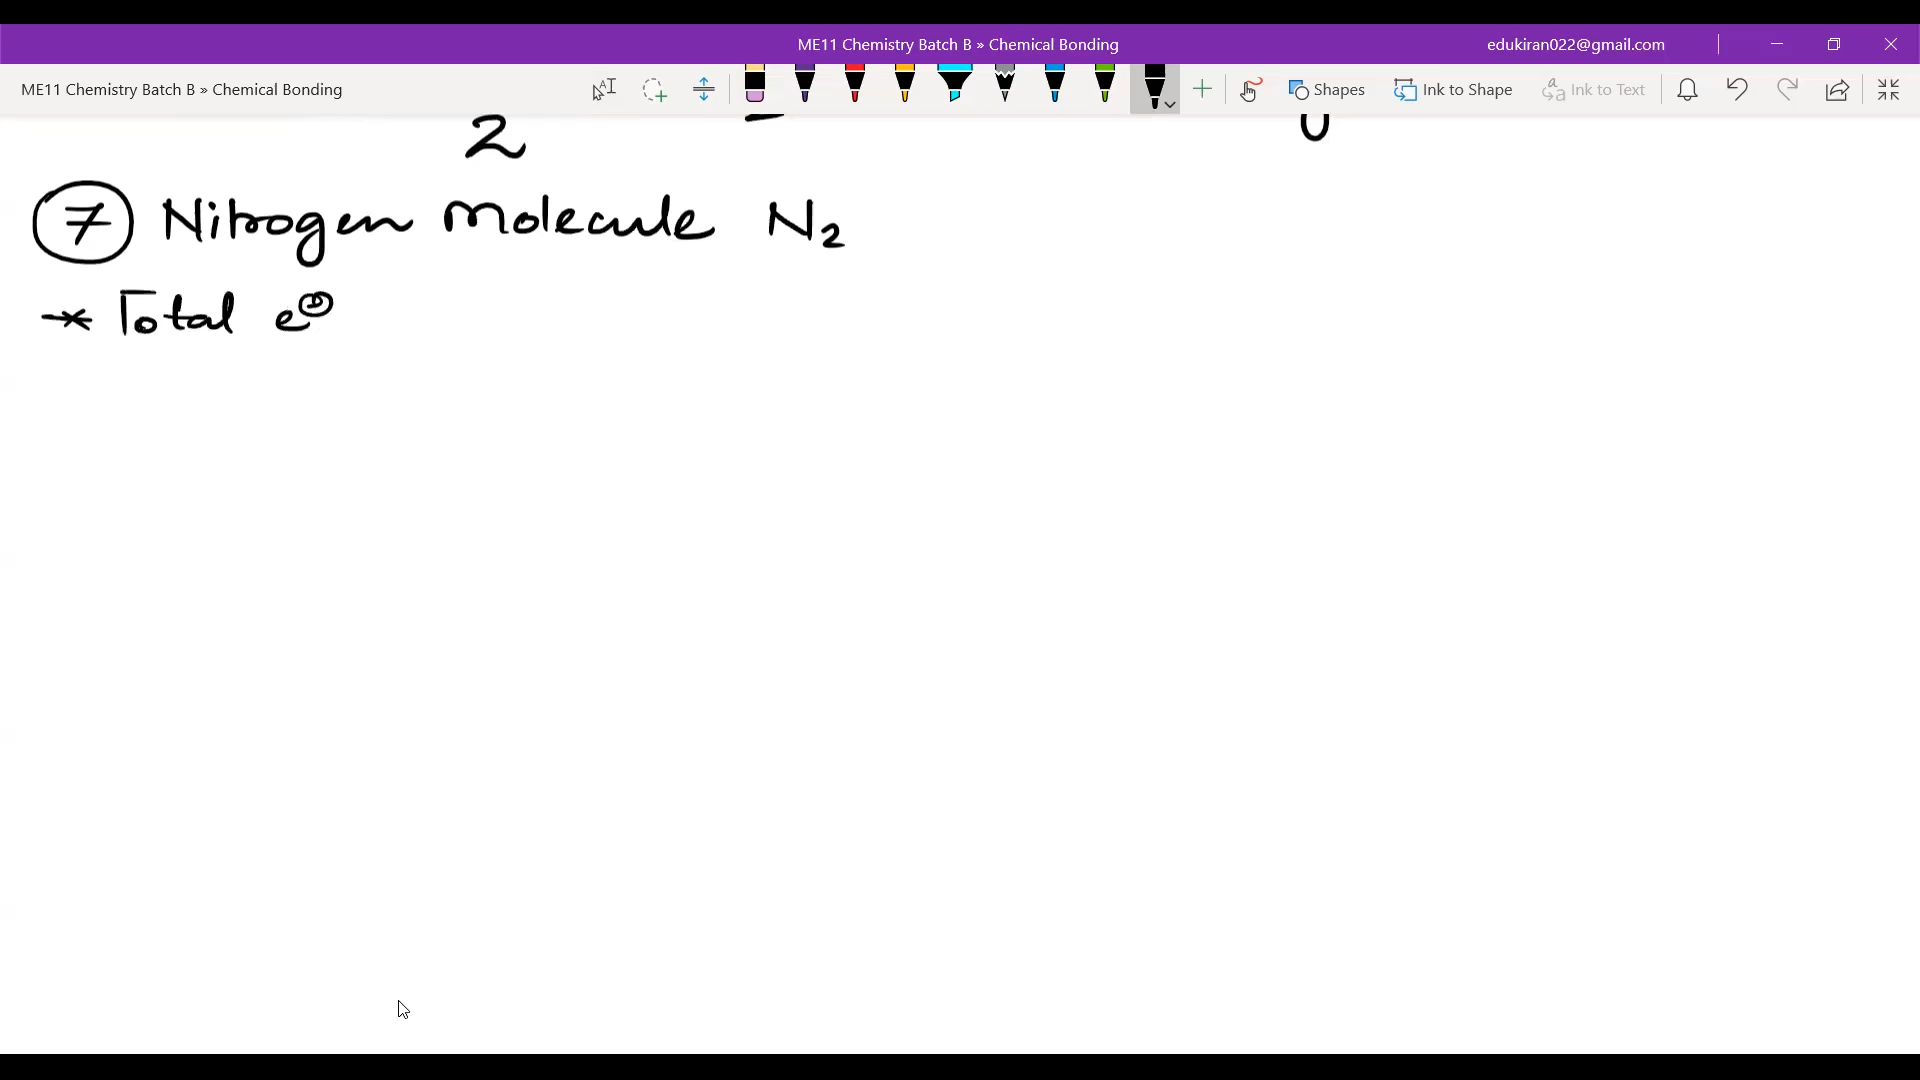 ME11 Chemistry Batch B » Chemical Bonding
edukiran022@gmail.com
ME11 Chemistry Batch B » Chemical Bonding
Shapes
Ink to Shape
Ink to Text
2
7 Nitrogen Molecule N₂
* Total e